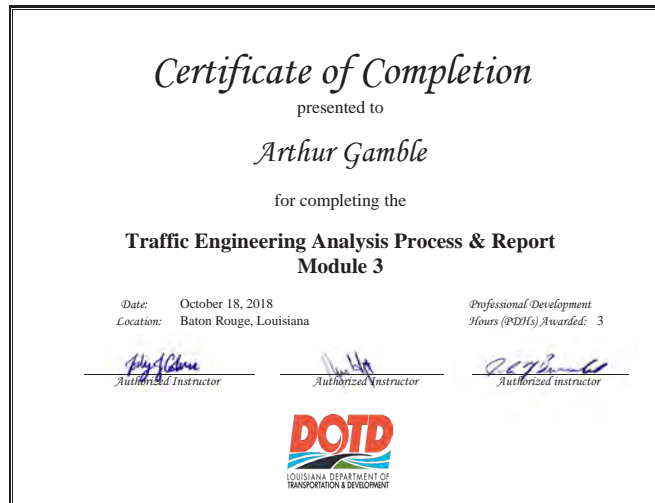 Certificate of Completion
presented to
Arthur Gamble
for completing the
Traffic Engineering Analysis Process & Report
Module 3
Date: October 18, 2018
Location: Baton Rouge, Louisiana
Professional Development
Hours (PDHs) Awarded: 3
Authorized Instructor
Authorized Instructor
Authorized instructor
DOTD
LOUISIANA DEPARTMENT OF
TRANSPORTATION & DEVELOPMENT